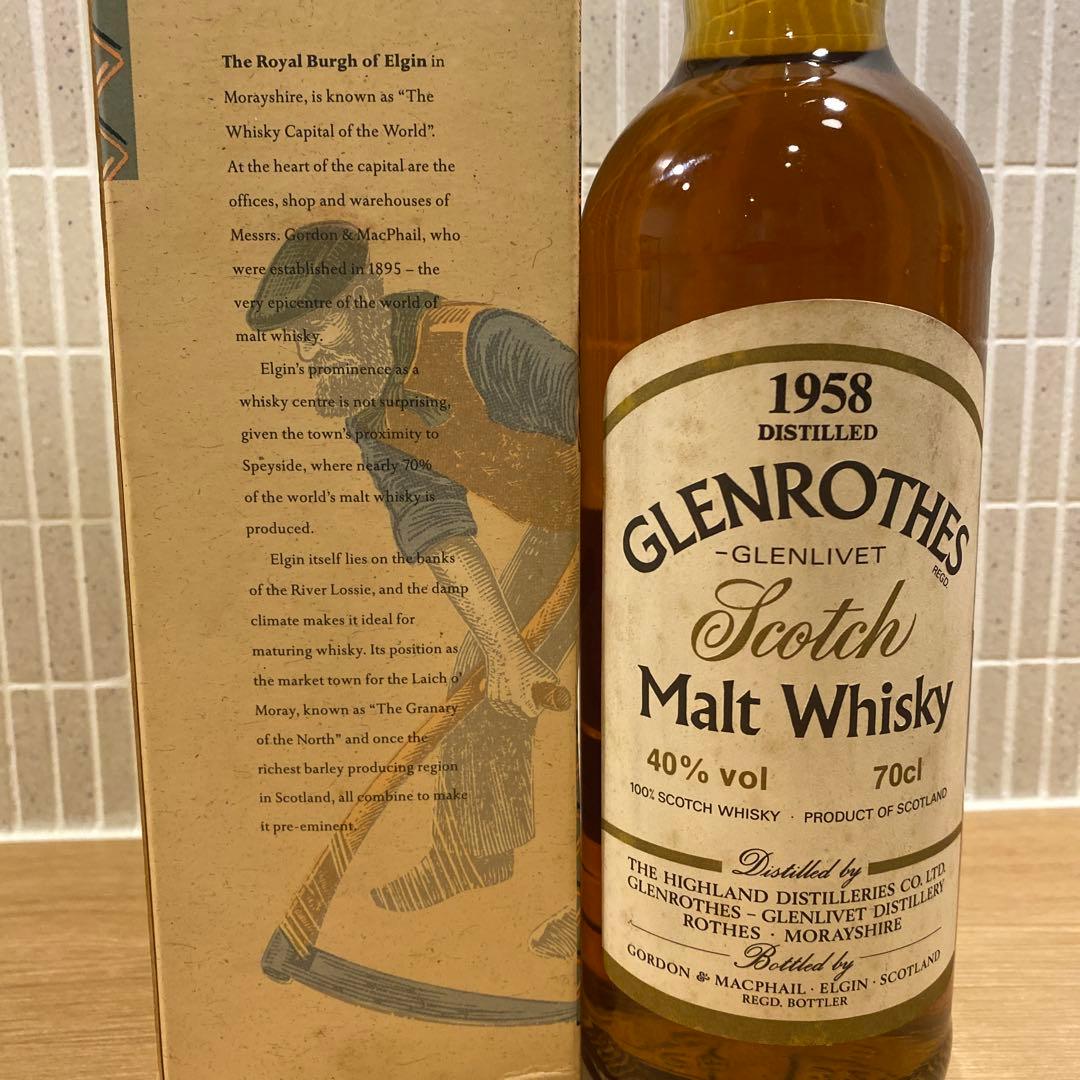 The Royal Burgh of Elgin in
Morayshire, is known as “The
Whisky Capital of the World”.
At the heart of the capital are the
offices, shop and warehouses of
Messrs. Gordon & MacPhail, who
were established in 1895 – the
very epicentre of the world of
malt whisky.
Elgin's prominence as a
whisky centre is not surprising,
given the town's proximity to
Speyside, where nearly 70%
of the world's malt whisky is
produced.
Elgin itself lies on the banks
of the River Lossie, and the damp
climate makes it ideal for
maturing whisky. Its position as
the market town for the Laich o'
Moray, known as “The Granary
of the North” and once the
richest barley producing region
in Scotland, all combine to make
it pre-eminent.
1958
DISTILLED
GLENROTHES
REGD.
-GLENLIVET
Scotch
Malt Whisky
40% vol 70cl
100% SCOTCH WHISKY · PRODUCT OF SCOTLAND
Distilled by
THE HIGHLAND DISTILLERIES CO. LTD.
GLENROTHES – GLENLIVET DISTILLERY
ROTHES · MORAYSHIRE
Bottled by
GORDON & MACPHAIL · ELGIN · SCOTLAND
REGD. BOTTLER